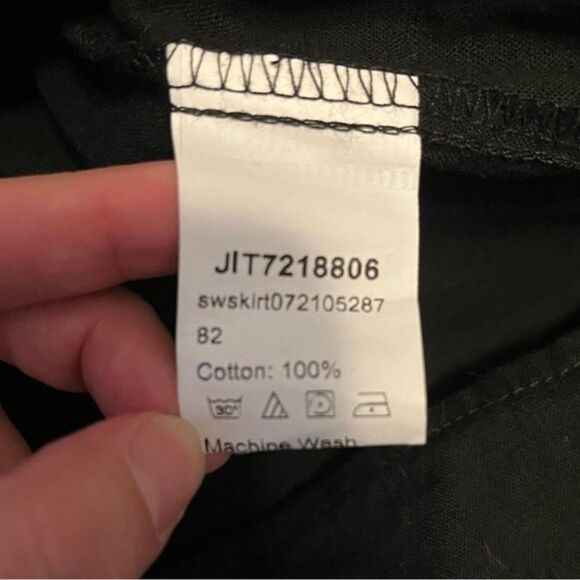 JIT7218806
swskirt072105287
82
Cotton: 100%
30°
Machine Wash